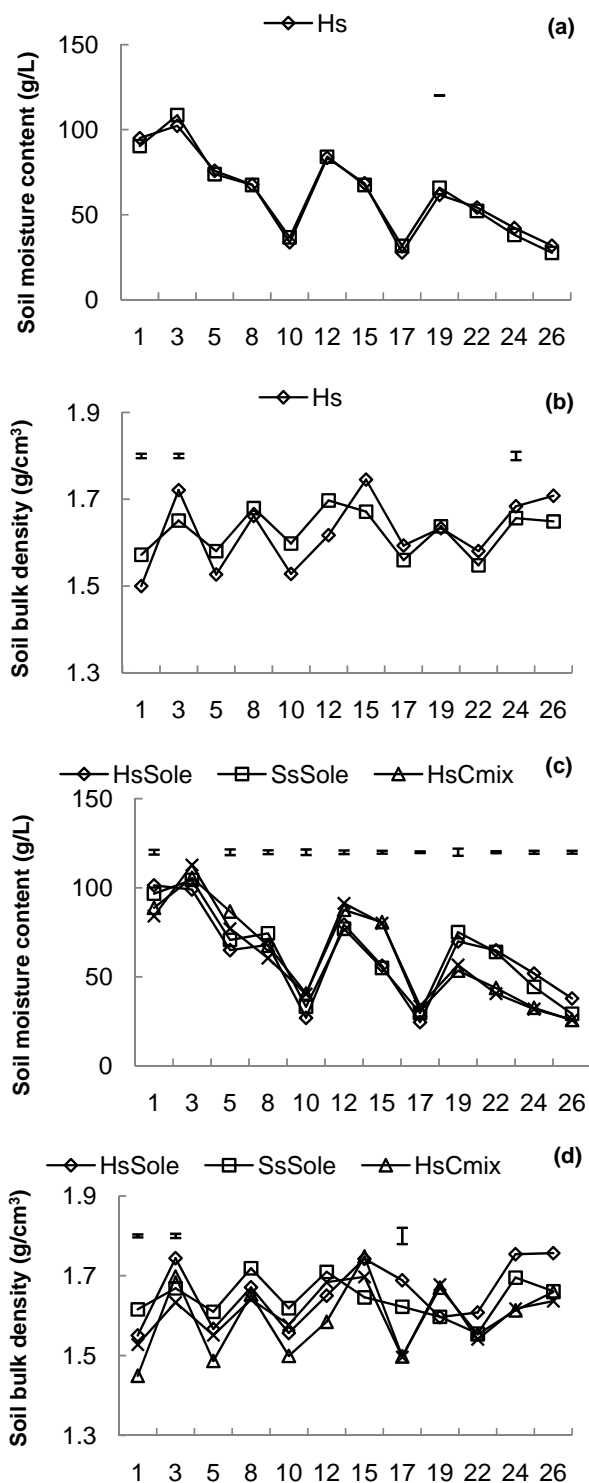 Hs (a)
Soil moisture content (g/L)
150
100
50
0
1 3 5 8 10 12 15 17 19 22 24 26
Hs (b)
Soil bulk density (g/cm³)
1.9
1.7
1.5
1.3
1 3 5 8 10 12 15 17 19 22 24 26
HsSole SsSole HsCmix (c)
Soil moisture content (g/L)
150
100
50
0
1 3 5 8 10 12 15 17 19 22 24 26
HsSole SsSole HsCmix (d)
Soil bulk density (g/cm³)
1.9
1.7
1.5
1.3
1 3 5 8 10 12 15 17 19 22 24 26